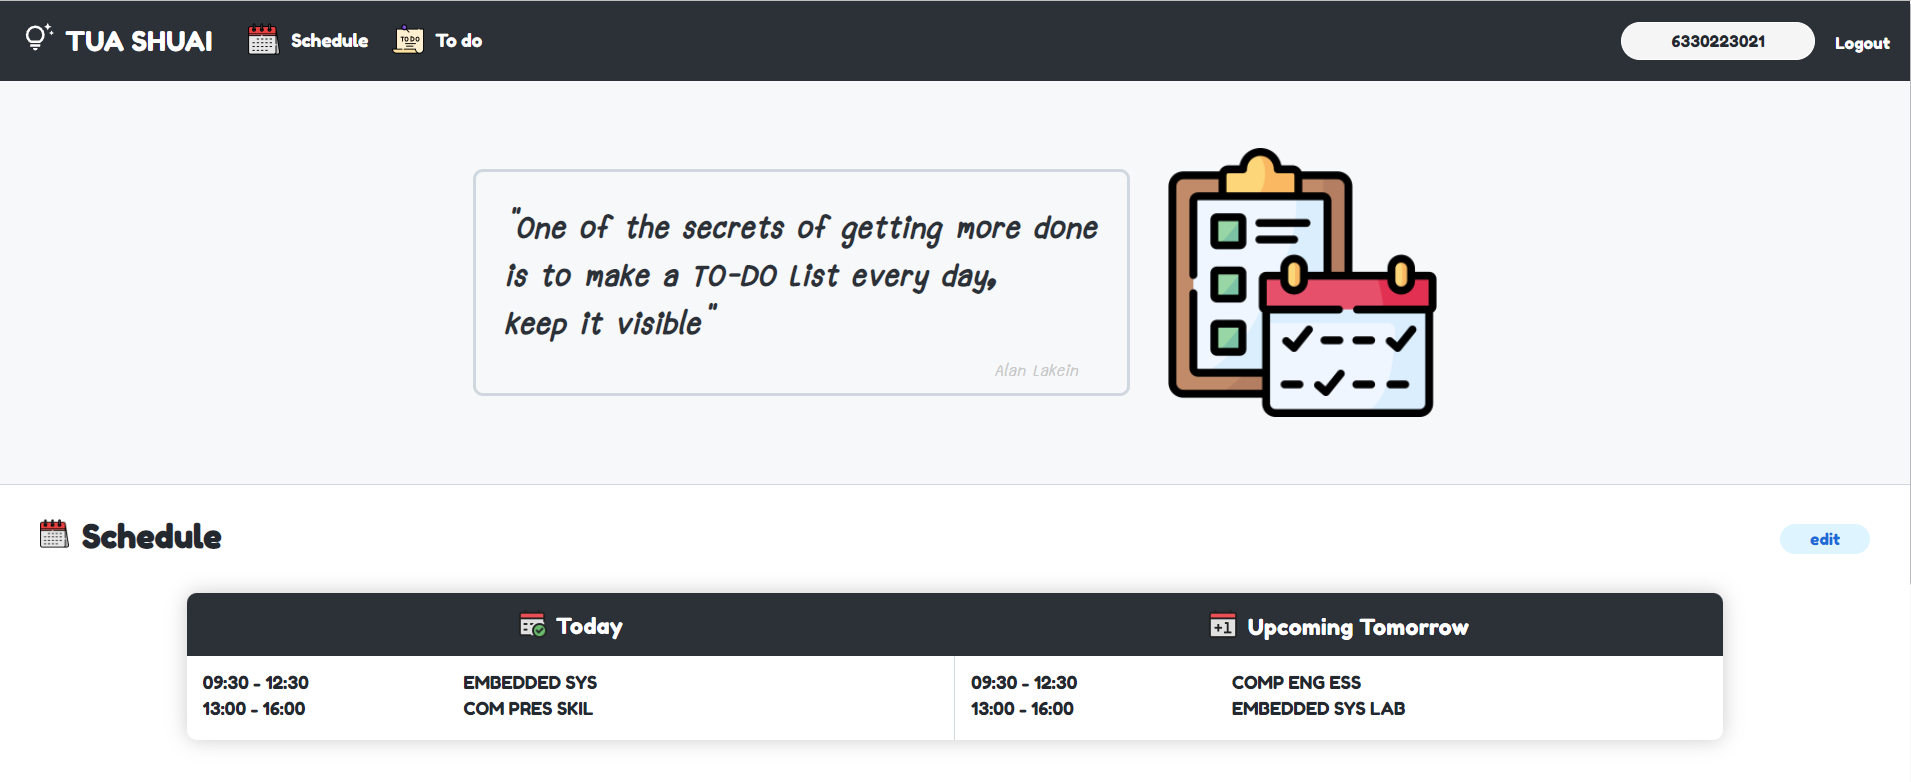 TUA SHUAI Schedule TO DO To do 6330223021 Logout
"One of the secrets of getting more done
is to make a TO-DO List every day,
keep it visible"
Alan Lakein
Schedule edit
Today +1 Upcoming Tomorrow
09:30 - 12:30 EMBEDDED SYS 09:30 - 12:30 COMP ENG ESS
13:00 - 16:00 COM PRES SKIL 13:00 - 16:00 EMBEDDED SYS LAB